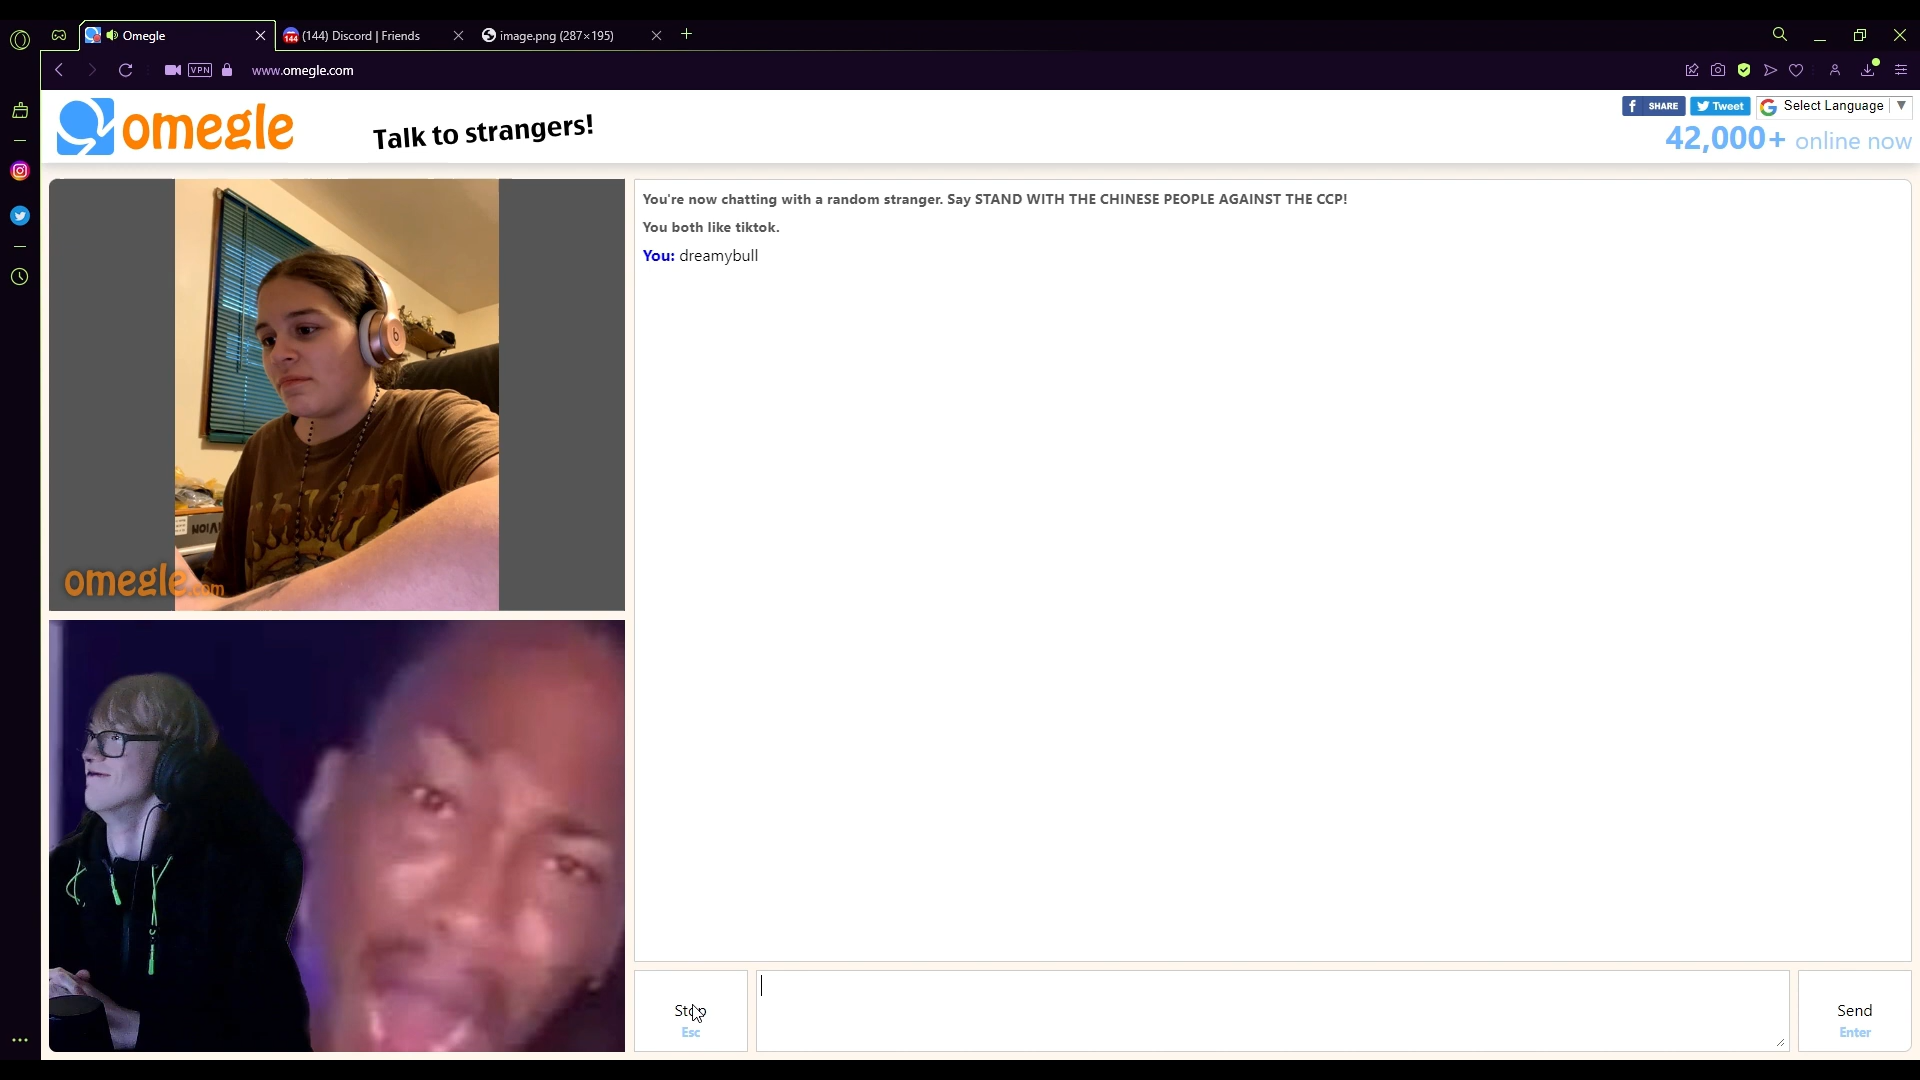 Omegle
(144) Discord | Friends
image.png (287×195)
VPN
www.omegle.com
omegle
Talk to strangers!
SHARE
Tweet
Select Language
42,000+ online now
You're now chatting with a random stranger. Say STAND WITH THE CHINESE PEOPLE AGAINST THE CCP!
You both like tiktok.
You: dreamybull
omegle.com
Stop
Esc
Send
Enter